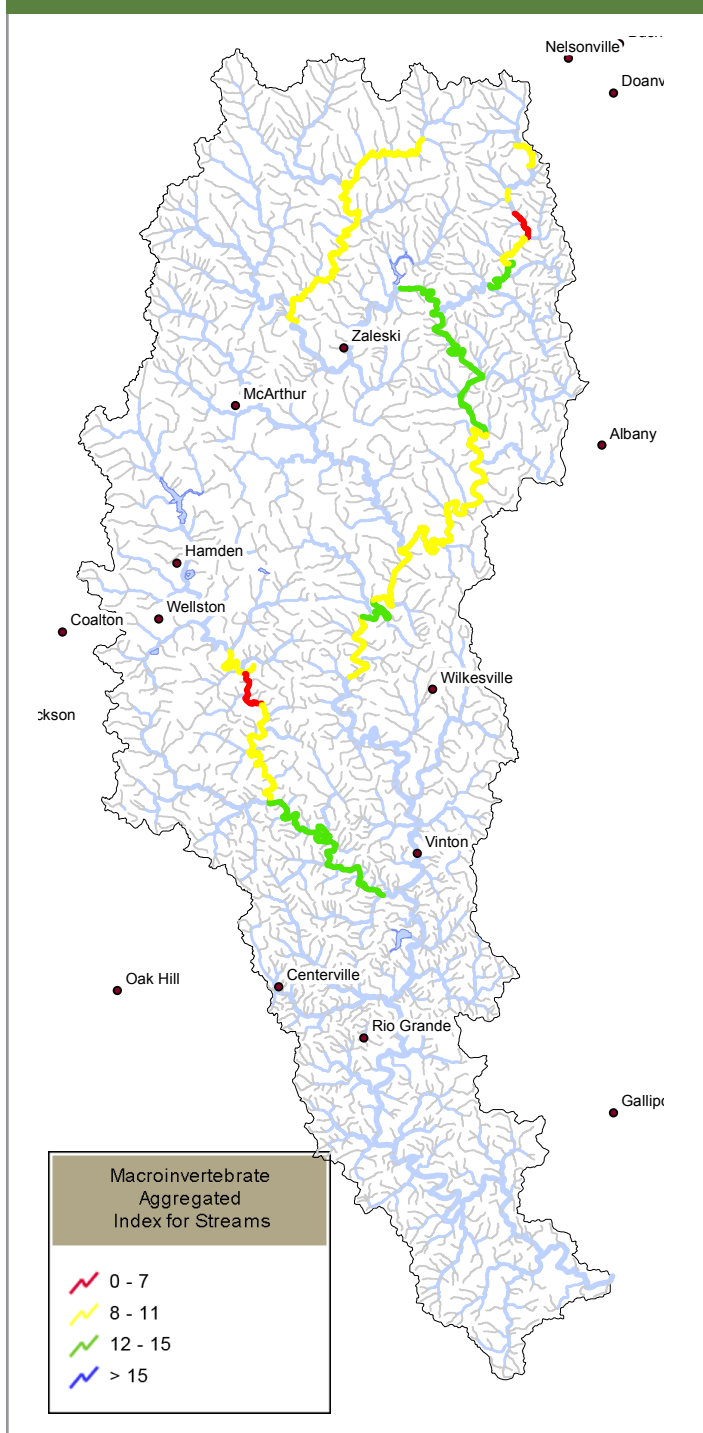 Nelsonville
Zaleski
McArthur
Albany
Hamden
Wellston
Coalton
Wilkesville
ckson
Vinton
Oak Hill
Centerville
Rio Grande
Macroinvertebrate
Aggregated
Index for Streams
0 - 7
8 - 11
12 - 15
> 15